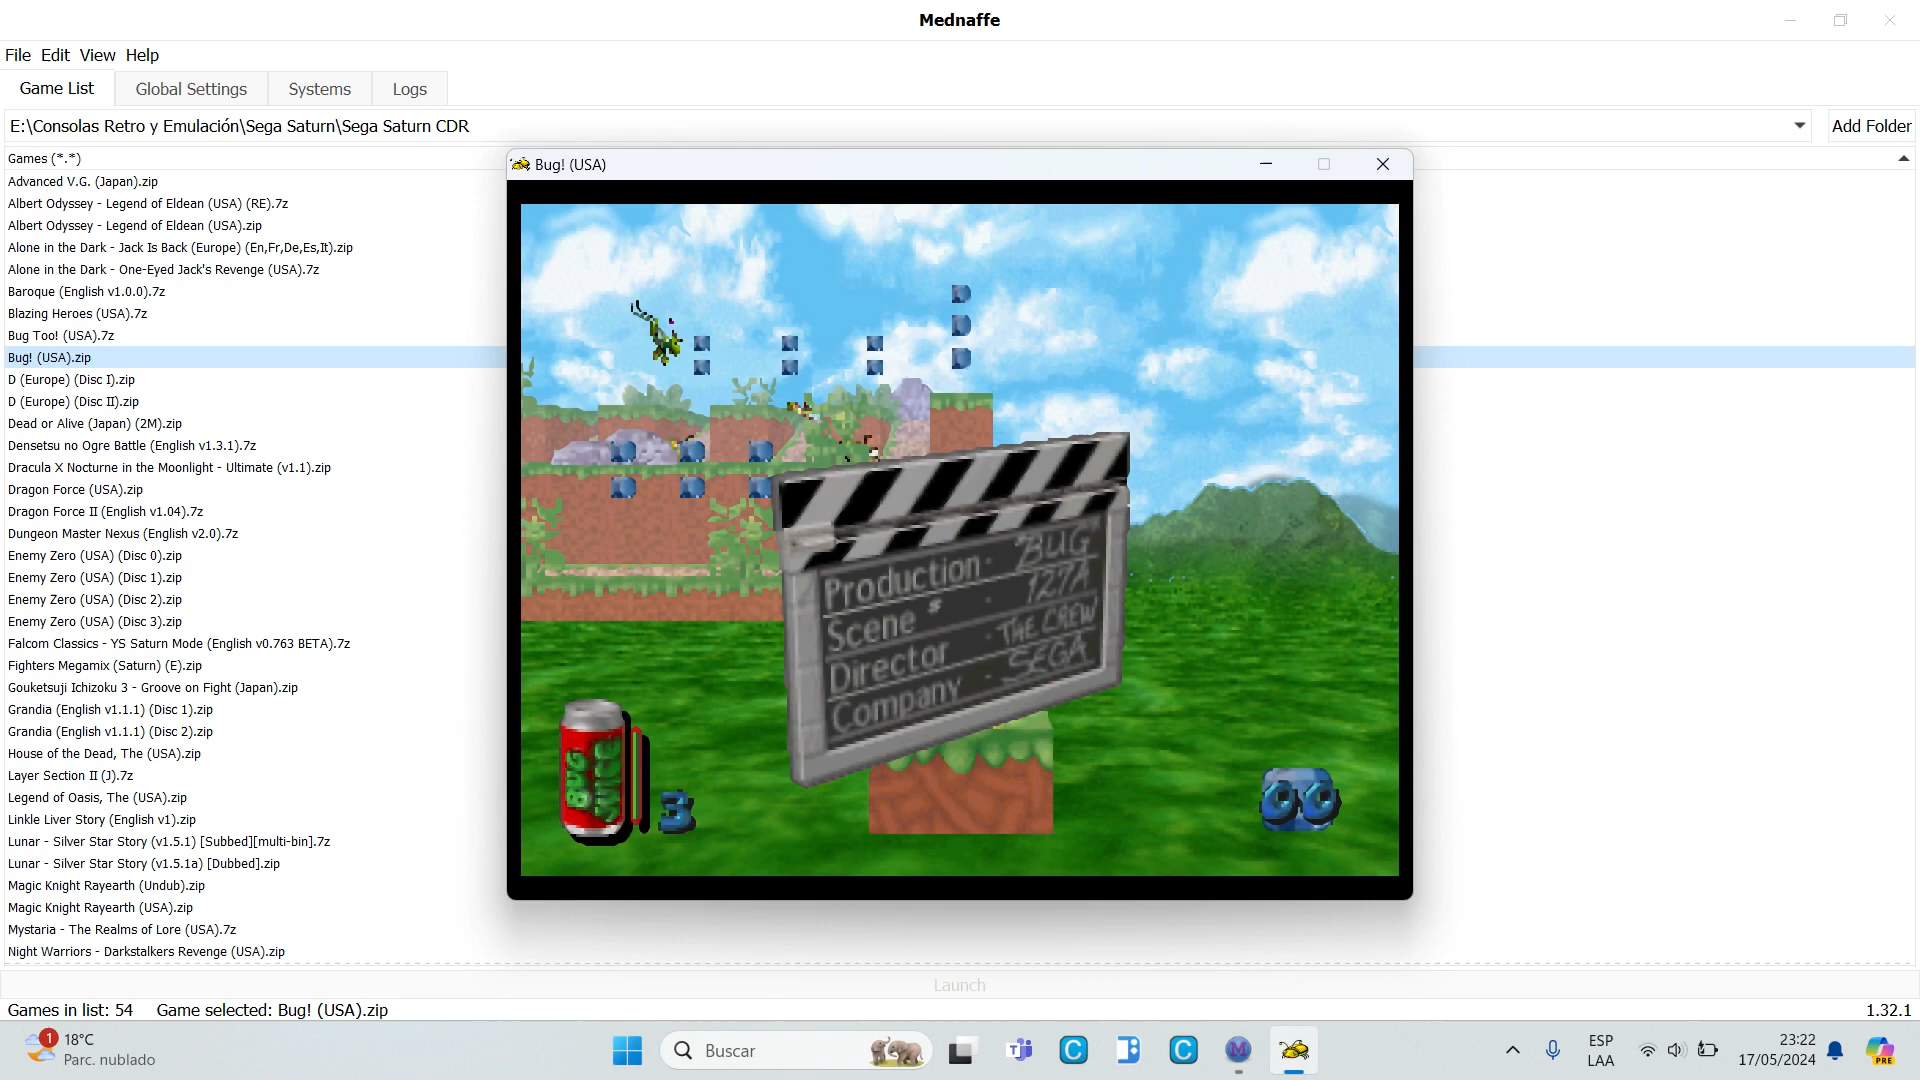 Mednaffe
File Edit View Help
Game List Global Settings Systems Logs
E:\Consolas Retro y Emulación\Sega Saturn\Sega Saturn CDR Add Folder
Games (*.*)
Advanced V.G. (Japan).zip
Albert Odyssey - Legend of Eldean (USA) (RE).7z
Albert Odyssey - Legend of Eldean (USA).zip
Alone in the Dark - Jack Is Back (Europe) (En,Fr,De,Es,It).zip
Alone in the Dark - One-Eyed Jack's Revenge (USA).7z
Baroque (English v1.0.0).7z
Blazing Heroes (USA).7z
Bug Too! (USA).7z
Bug! (USA).zip
D (Europe) (Disc I).zip
D (Europe) (Disc II).zip
Dead or Alive (Japan) (2M).zip
Densetsu no Ogre Battle (English v1.3.1).7z
Dracula X Nocturne in the Moonlight - Ultimate (v1.1).zip
Dragon Force (USA).zip
Dragon Force II (English v1.04).7z
Dungeon Master Nexus (English v2.0).7z
Enemy Zero (USA) (Disc 0).zip
Enemy Zero (USA) (Disc 1).zip
Enemy Zero (USA) (Disc 2).zip
Enemy Zero (USA) (Disc 3).zip
Falcom Classics - YS Saturn Mode (English v0.763 BETA).7z
Fighters Megamix (Saturn) (E).zip
Gouketsuji Ichizoku 3 - Groove on Fight (Japan).zip
Grandia (English v1.1.1) (Disc 1).zip
Grandia (English v1.1.1) (Disc 2).zip
House of the Dead, The (USA).zip
Layer Section II (J).7z
Legend of Oasis, The (USA).zip
Linkle Liver Story (English v1).zip
Lunar - Silver Star Story (v1.5.1) [Subbed][multi-bin].7z
Lunar - Silver Star Story (v1.5.1a) [Dubbed].zip
Magic Knight Rayearth (Undub).zip
Magic Knight Rayearth (USA).zip
Mystaria - The Realms of Lore (USA).7z
Night Warriors - Darkstalkers Revenge (USA).zip
Bug! (USA)
Production · BUG
Scene # · 127A
Director · THE CREW
Company · SEGA
BUG JUICE
3
00
Launch
Games in list: 54 Game selected: Bug! (USA).zip 1.32.1
1 18°C
Parc. nublado
Buscar
ESP
LAA
23:22
17/05/2024
PRE